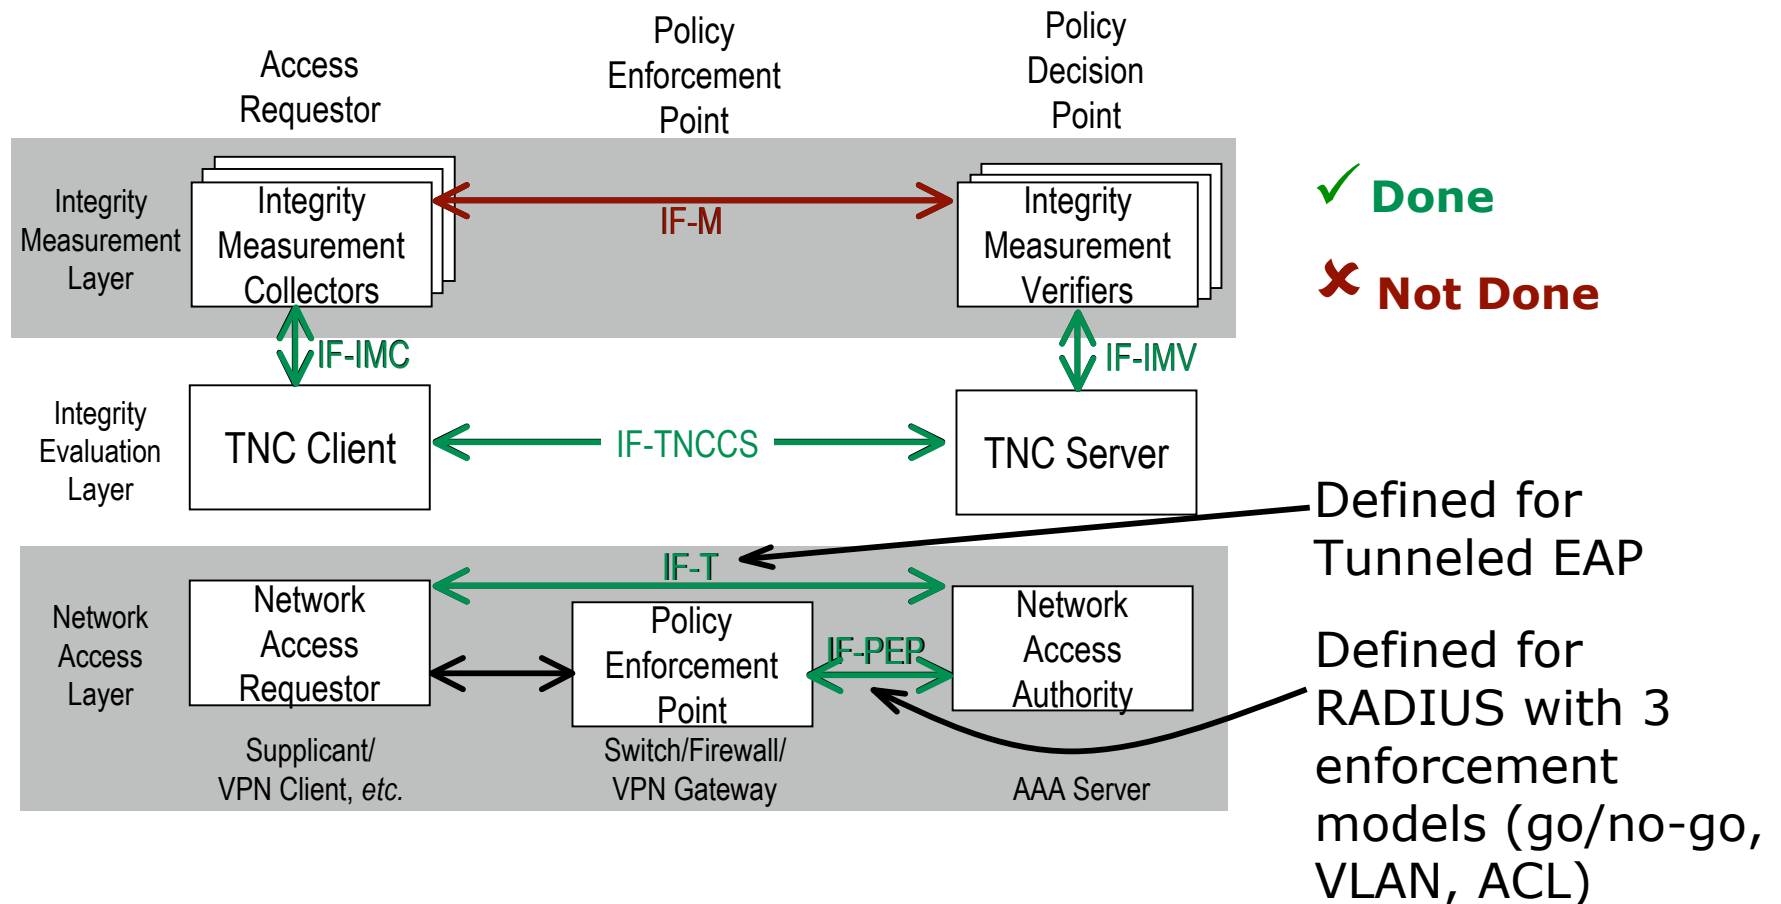 Access
Requestor
Policy
Enforcement
Point
Policy
Decision
Point
Integrity
Measurement
Layer
Integrity
Measurement
Collectors
IF-M
Integrity
Measurement
Verifiers
✓ Done
✘ Not Done
IF-IMC
IF-IMV
Integrity
Evaluation
Layer
TNC Client
IF-TNCCS
TNC Server
Defined for
Tunneled EAP
Network
Access
Layer
IF-T
Network
Access
Requestor
Policy
Enforcement
Point
IF-PEP
Network
Access
Authority
Supplicant/
VPN Client, etc.
Switch/Firewall/
VPN Gateway
AAA Server
Defined for
RADIUS with 3
enforcement
models (go/no-go,
VLAN, ACL)